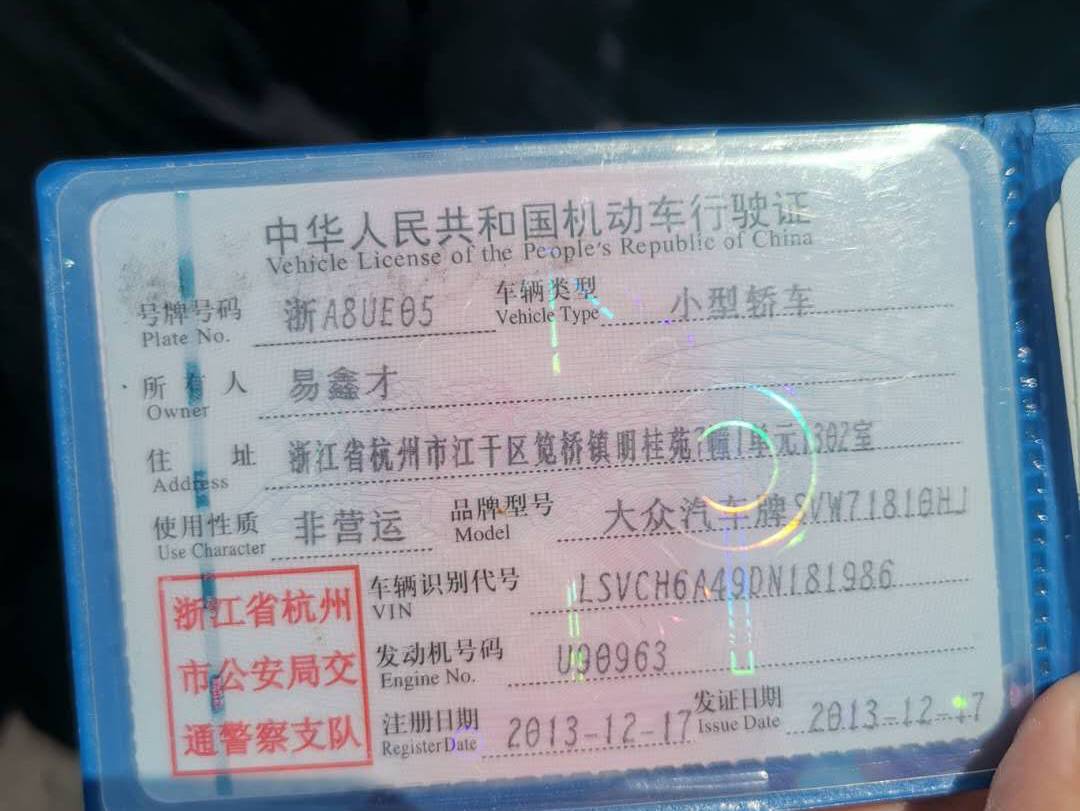 中华人民共和国机动车行驶证
Vehicle License of the People's Republic of China
号牌号码 浙A8UE05 车辆类型 小型轿车
Plate No. Vehicle Type
所有人 易鑫才
Owner
住址 浙江省杭州市江干区笕桥镇明桂苑7幢1单元1302室
Address
使用性质 非营运 品牌型号 大众汽车牌SVW71810HJ
Use Character Model
浙江省杭州
市公安局交
通警察支队
车辆识别代号 LSVCH6A49DN181986
VIN
发动机号码 U90963
Engine No.
注册日期 2013-12-17 发证日期 2013-12-17
Register Date Issue Date